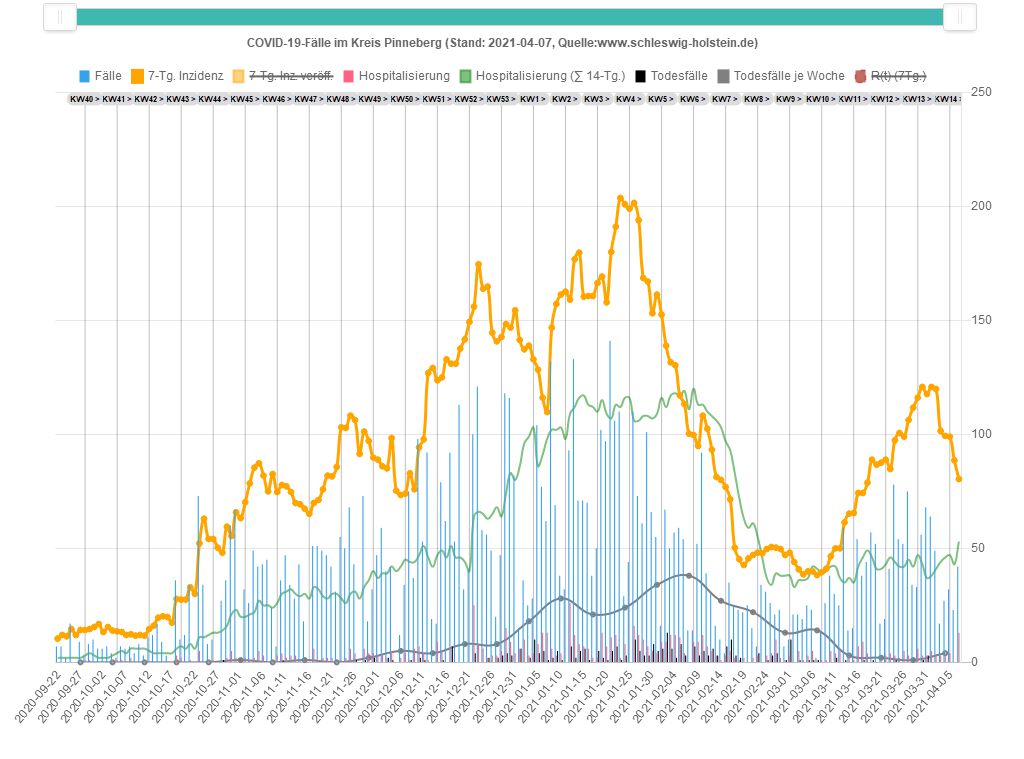 COVID-19-Fälle im Kreis Pinneberg (Stand: 2021-04-07, Quelle:www.schleswig-holstein.de)
Fälle 7-Tg. Inzidenz 7-Tg. Inz. veröff. Hospitalisierung Hospitalisierung (∑ 14-Tg.) Todesfälle Todesfälle je Woche R(t) (7Tg.)
KW40 > KW41 > KW42 > KW43 > KW44 > KW45 > KW46 > KW47 > KW48 > KW49 > KW50 > KW51 > KW52 > KW53 > KW1 > KW2 > KW3 > KW4 > KW5 > KW6 > KW7 > KW8 > KW9 > KW10 > KW11 > KW12 > KW13 > KW14 >
250
200
150
100
50
0
2020-09-22 2020-09-27 2020-10-02 2020-10-07 2020-10-12 2020-10-17 2020-10-22 2020-10-27 2020-11-01 2020-11-06 2020-11-11 2020-11-16 2020-11-21 2020-11-26 2020-12-01 2020-12-06 2020-12-11 2020-12-16 2020-12-21 2020-12-26 2020-12-31 2021-01-05 2021-01-10 2021-01-15 2021-01-20 2021-01-25 2021-01-30 2021-02-04 2021-02-09 2021-02-14 2021-02-19 2021-02-24 2021-03-01 2021-03-06 2021-03-11 2021-03-16 2021-03-21 2021-03-26 2021-03-31 2021-04-05